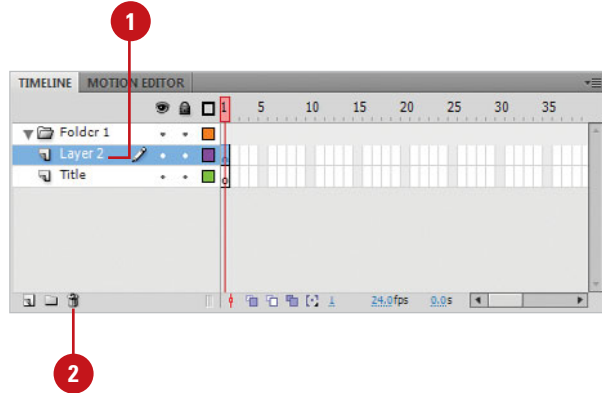 1
TIMELINE MOTION EDITOR
1 5 10 15 20 25 30 35
Folder 1
Layer 2
Title
24.0fps 0.0s
2